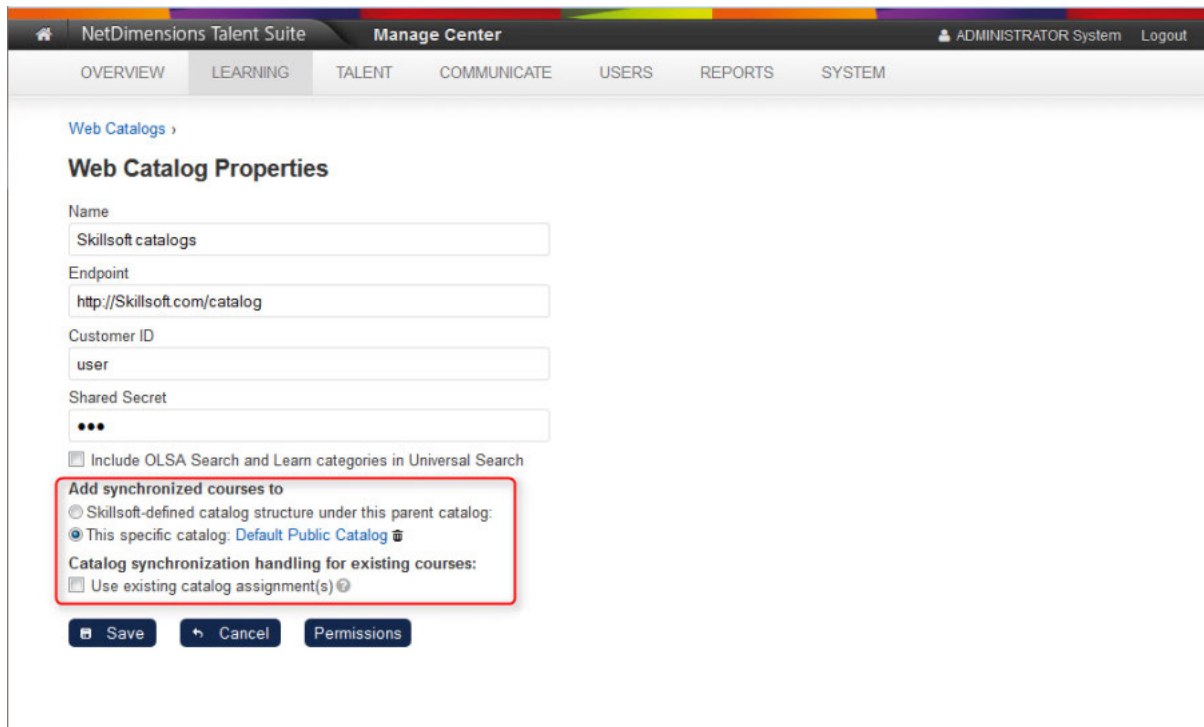 NetDimensions Talent Suite Manage Center ADMINISTRATOR System Logout
OVERVIEW LEARNING TALENT COMMUNICATE USERS REPORTS SYSTEM
Web Catalogs ›
Web Catalog Properties
Name
Skillsoft catalogs
Endpoint
http://Skillsoft.com/catalog
Customer ID
user
Shared Secret
•••
Include OLSA Search and Learn categories in Universal Search
Add synchronized courses to
Skillsoft-defined catalog structure under this parent catalog:
This specific catalog: Default Public Catalog
Catalog synchronization handling for existing courses:
Use existing catalog assignment(s) ?
Save Cancel Permissions